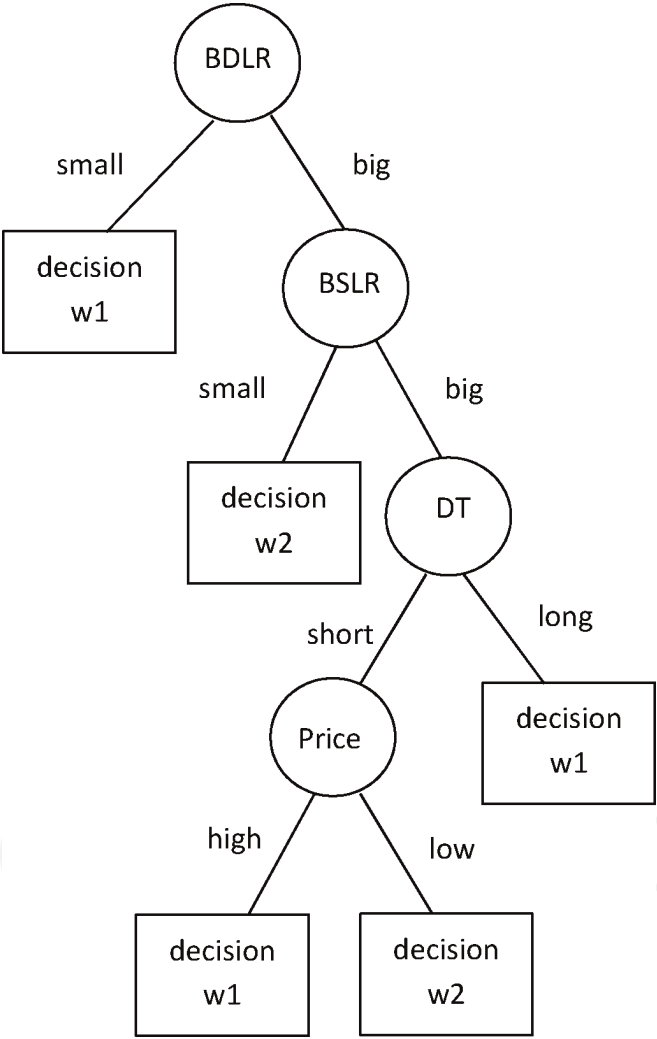 BDLR
small
big
decision
w1
BSLR
small
big
decision
w2
DT
short
long
Price
decision
w1
high
low
decision
w1
decision
w2